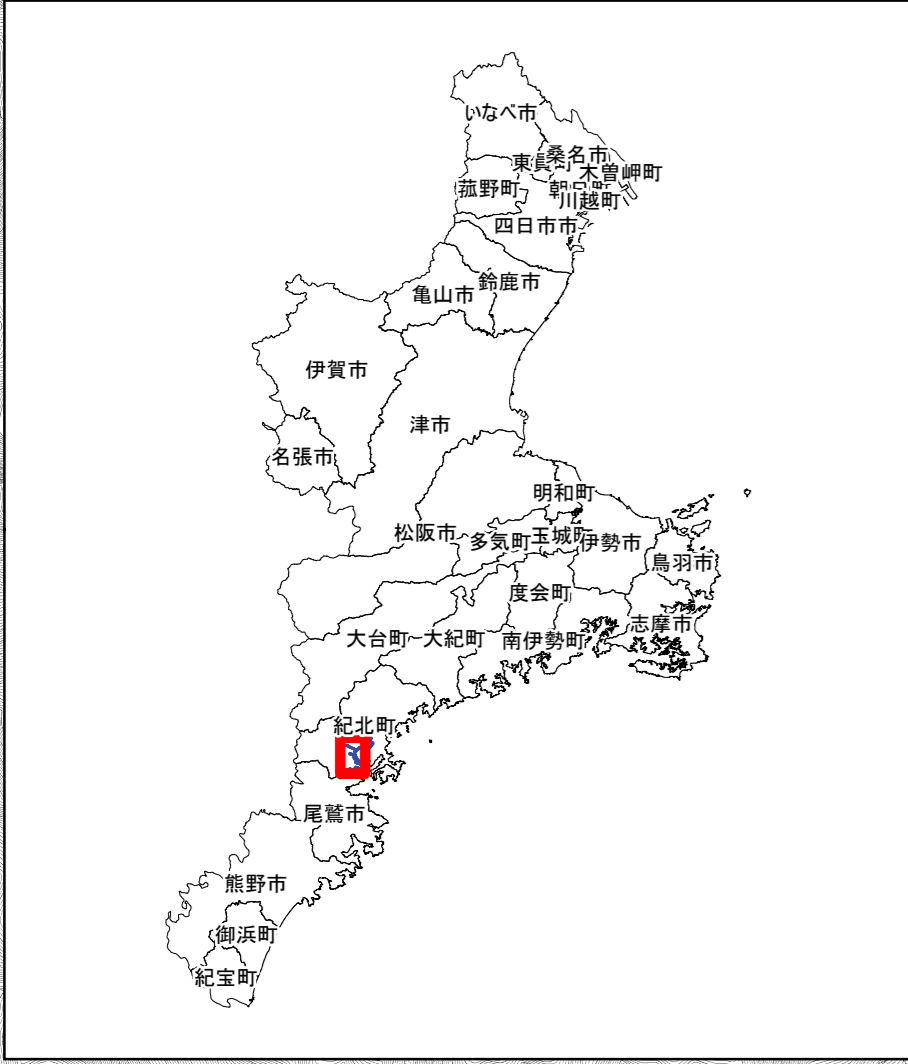 いなべ市
桑名市
東員町
木曽岬町
菰野町
朝日町
川越町
四日市市
鈴鹿市
亀山市
伊賀市
津市
名張市
明和町
松阪市
多気町
玉城町
伊勢市
鳥羽市
度会町
志摩市
大台町
大紀町
南伊勢町
紀北町
尾鷲市
熊野市
御浜町
紀宝町